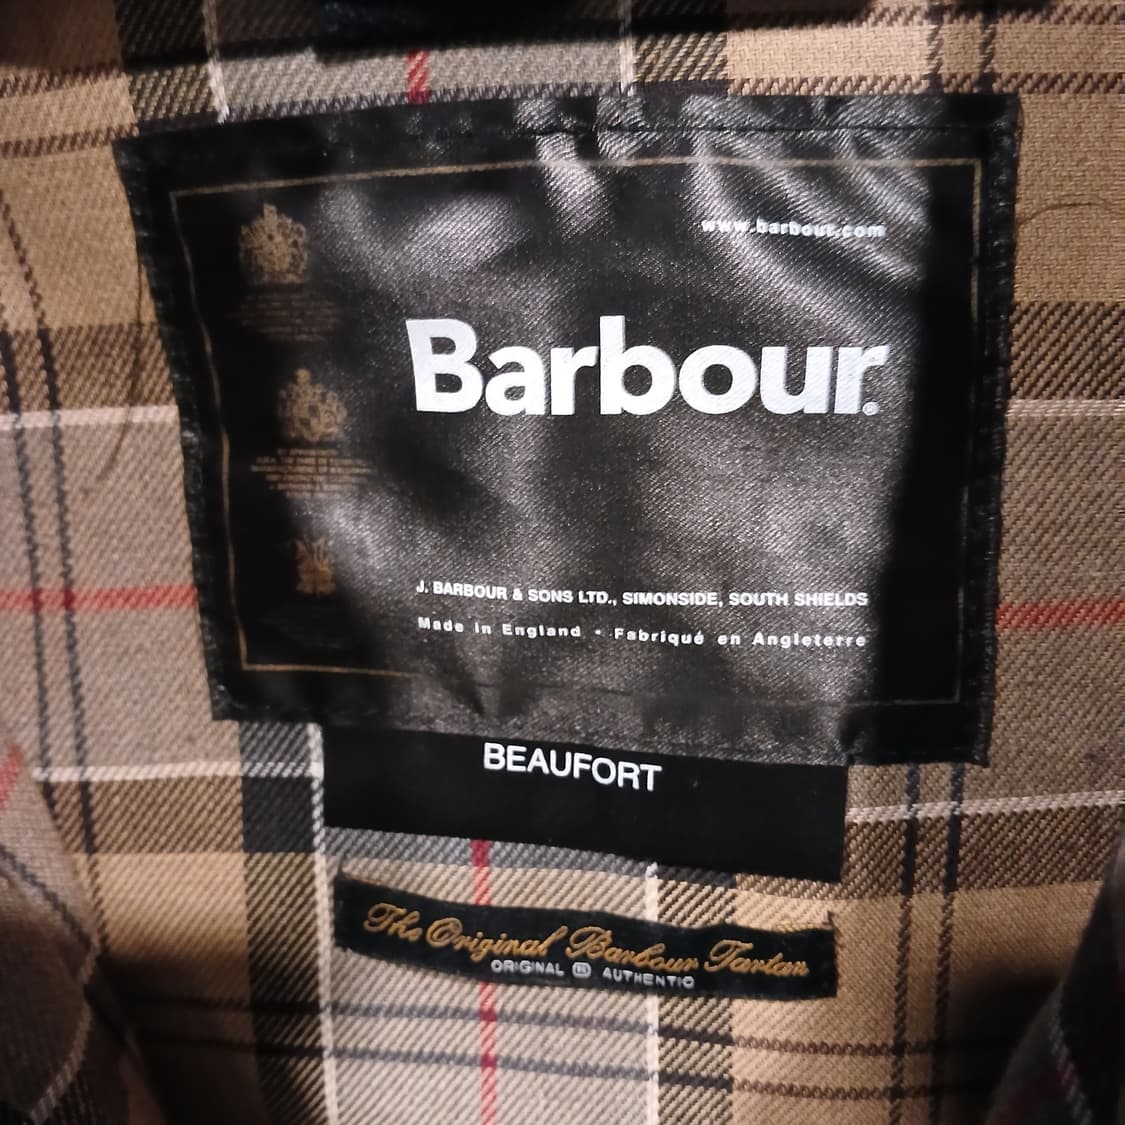 www.barbour.com
Barbour®
J. BARBOUR & SONS LTD., SIMONSIDE, SOUTH SHIELDS
Made in England • Fabriqué en Angleterre
BEAUFORT
The Original Barbour Tartan
ORIGINAL AUTHENTIC